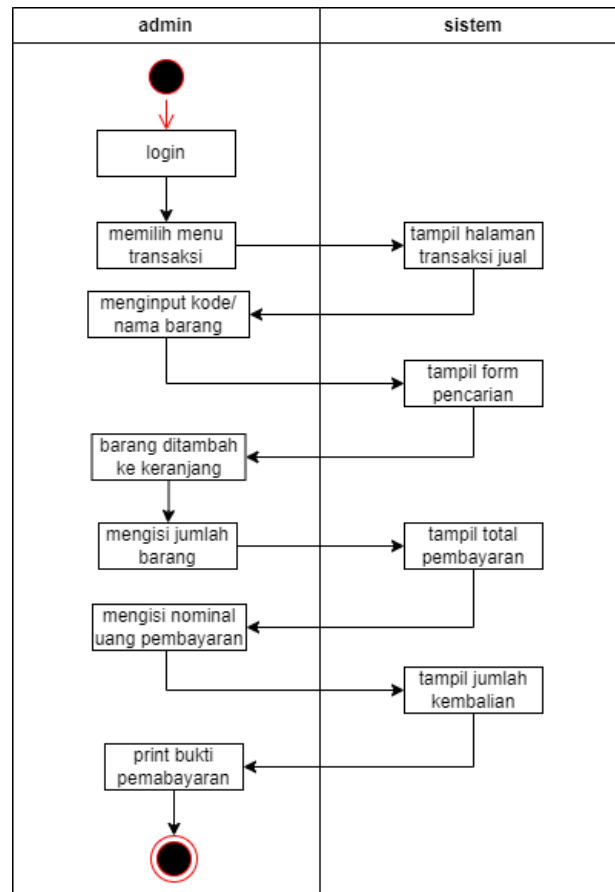 admin
sistem
login
memilih menu
transaksi
tampil halaman
transaksi jual
menginput kode/
nama barang
tampil form
pencarian
barang ditambah
ke keranjang
mengisi jumlah
barang
tampil total
pembayaran
mengisi nominal
uang pembayaran
tampil jumlah
kembalian
print bukti
pemabayaran